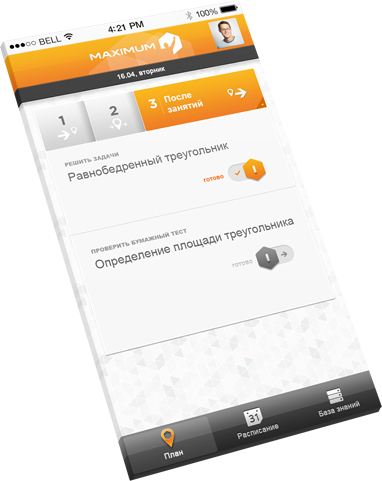 BELL 4:21 PM 100%
MAXIMUM
16.04, вторник
1 2 3 После
занятий
РЕШИТЬ ЗАДАЧИ
Равнобедренный треугольник
готово
ПРОВЕРИТЬ БУМАЖНЫЙ ТЕСТ
Определение площади треугольника
готово
31
План Расписание База знаний